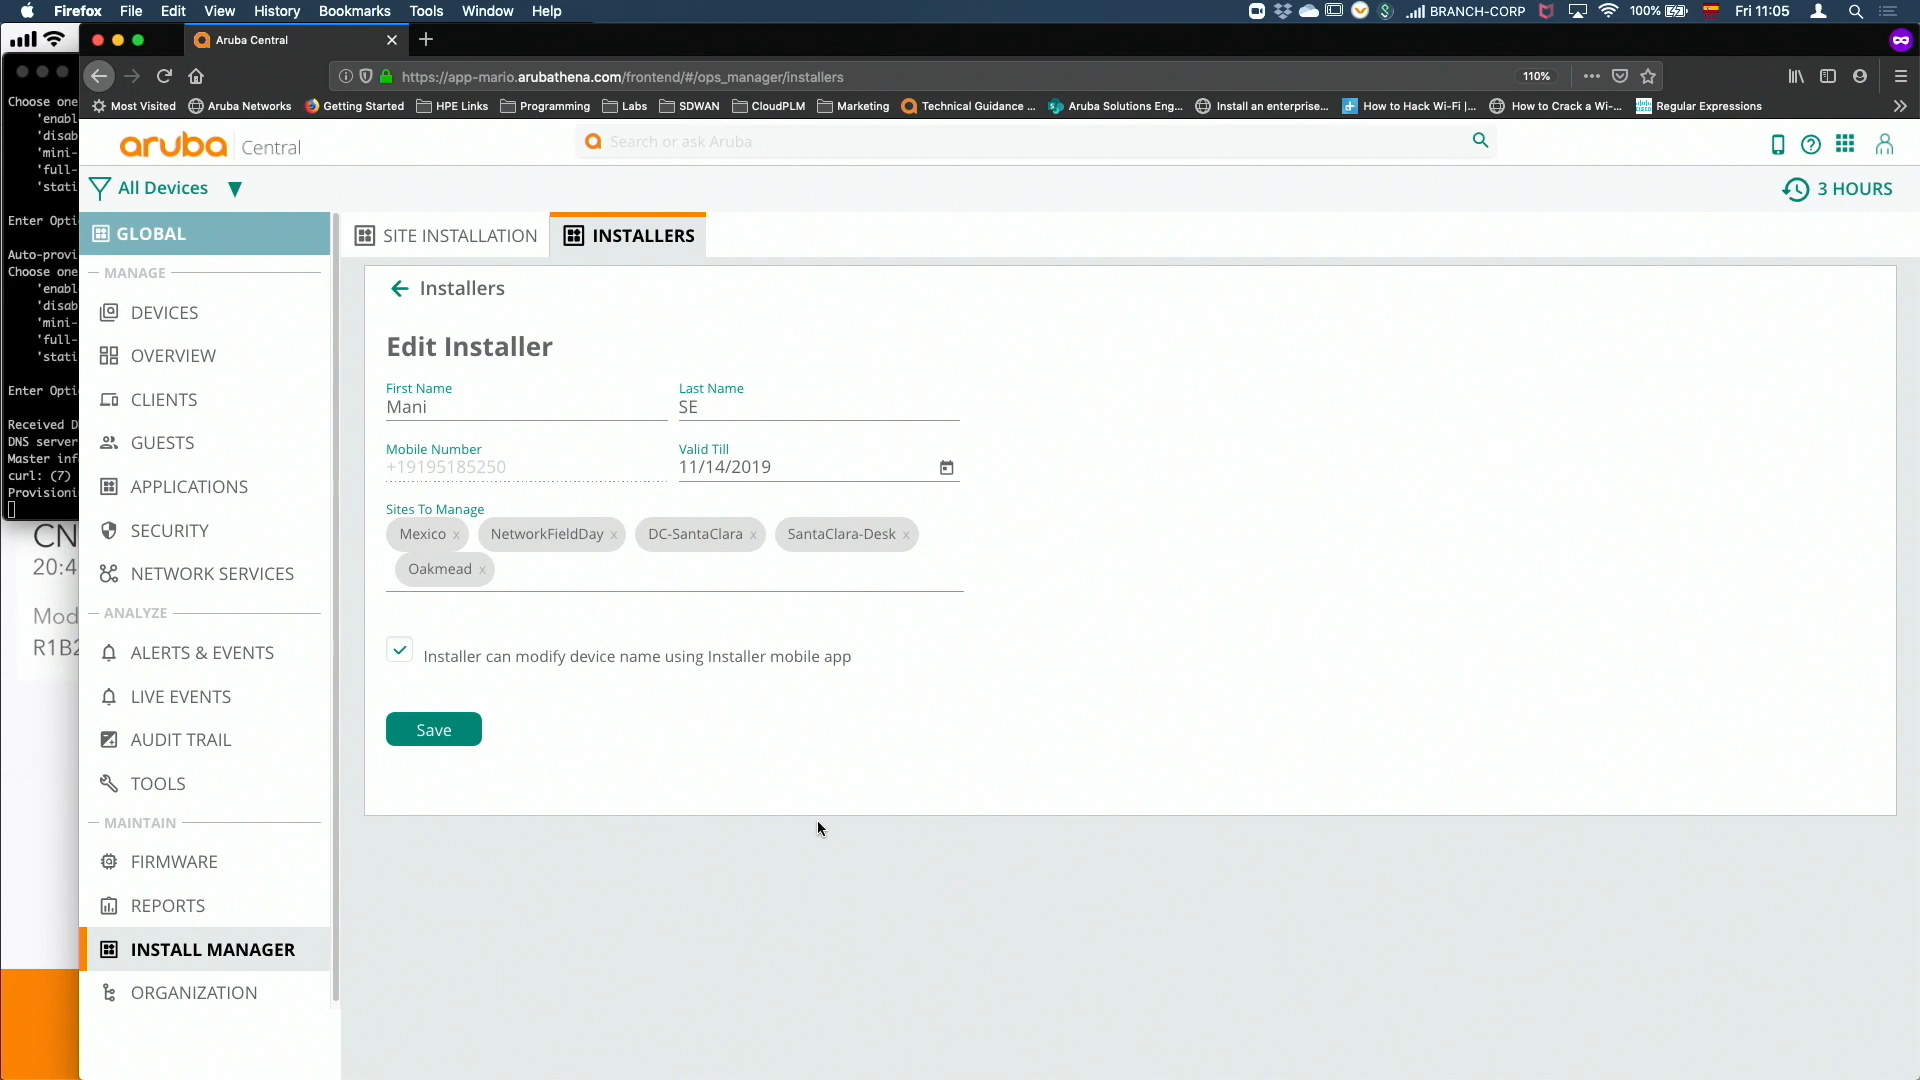 Firefox File Edit View History Bookmarks Tools Window Help
BRANCH-CORP 100% Fri 11:05
Aruba Central
https://app-mario.arubathena.com/frontend/#/ops_manager/installers 110%
Most Visited Aruba Networks Getting Started HPE Links Programming Labs SDWAN CloudPLM Marketing Technical Guidance ... Aruba Solutions Eng... Install an enterprise... How to Hack Wi-Fi |... How to Crack a Wi-... Regular Expressions
aruba Central
Search or ask Aruba
All Devices
3 HOURS
Choose one
'enabl
'disab
'mini-
'full-
'stati
Enter Opti
Auto-provi
Choose one
'enabl
'disab
'mini-
'full-
'stati
Enter Opti
Received D
DNS server
Master inf
curl: (7)
Provisioni
CN
20:4
Mod
R1B2
GLOBAL
MANAGE
DEVICES
OVERVIEW
CLIENTS
GUESTS
APPLICATIONS
SECURITY
NETWORK SERVICES
ANALYZE
ALERTS & EVENTS
LIVE EVENTS
AUDIT TRAIL
TOOLS
MAINTAIN
FIRMWARE
REPORTS
INSTALL MANAGER
ORGANIZATION
SITE INSTALLATION INSTALLERS
Installers
Edit Installer
First Name Last Name
Mani SE
Mobile Number Valid Till
+19195185250 11/14/2019
Sites To Manage
Mexico x NetworkFieldDay x DC-SantaClara x SantaClara-Desk x
Oakmead x
Installer can modify device name using Installer mobile app
Save